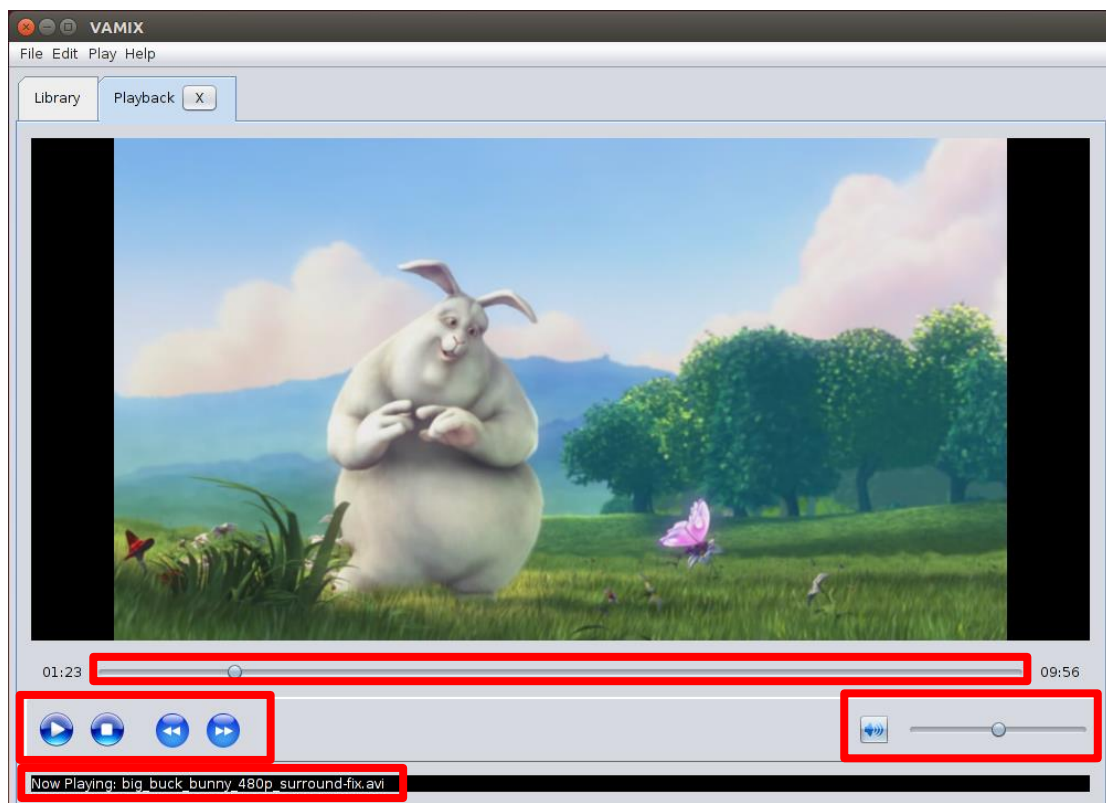 VAMIX
File Edit Play Help
Library Playback X
01:23 09:56
Now Playing: big_buck_bunny_480p_surround-fix.avi